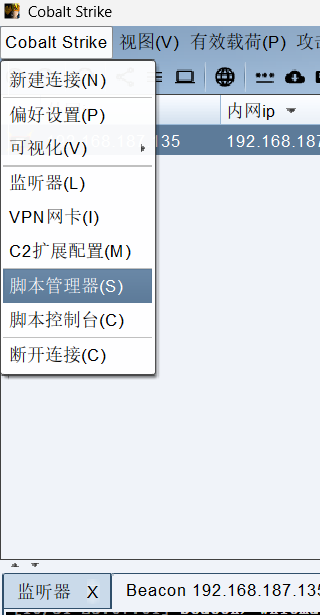 Cobalt Strike
Cobalt Strike 视图(V) 有效载荷(P) 攻击
新建连接(N)
偏好设置(P)
可视化(V)
监听器(L)
VPN网卡(I)
C2扩展配置(M)
脚本管理器(S)
脚本控制台(C)
断开连接(C)
内网ip
135 192.168.187
监听器 X Beacon 192.168.187.135